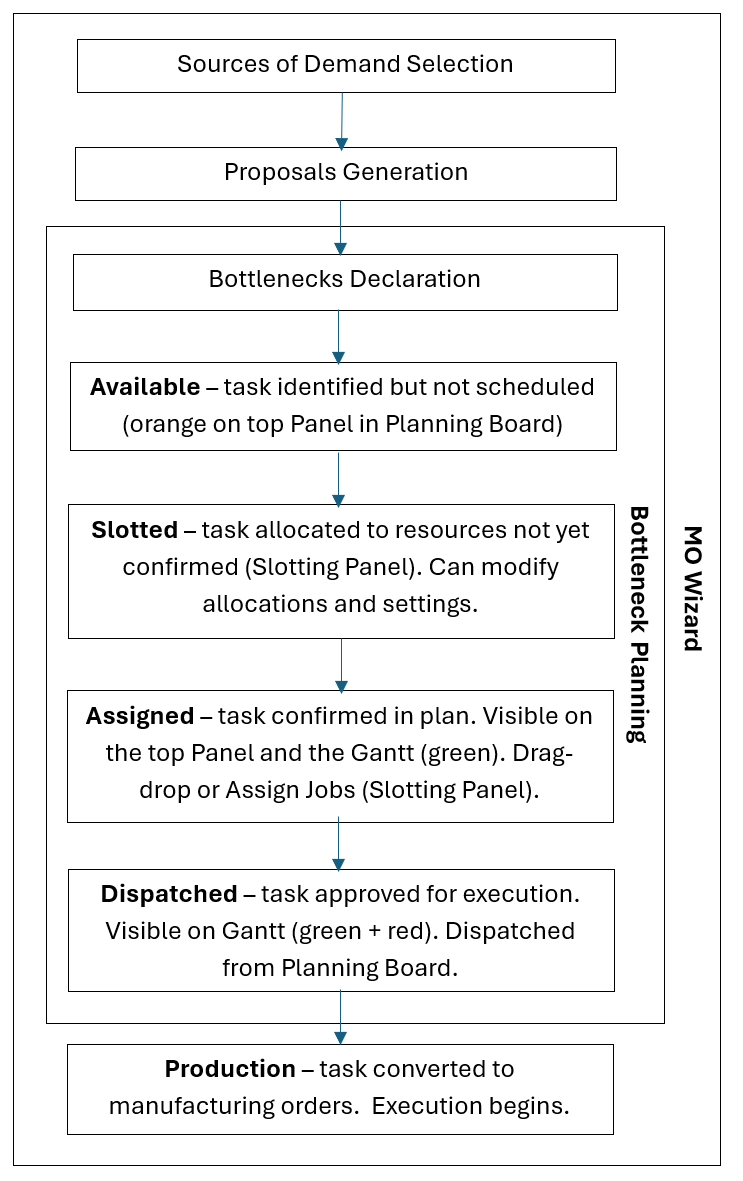 Sources of Demand Selection
Proposals Generation
Bottlenecks Declaration
Available – task identified but not scheduled
(orange on top Panel in Planning Board)
Slotted – task allocated to resources not yet
confirmed (Slotting Panel). Can modify
allocations and settings.
Assigned – task confirmed in plan. Visible on
the top Panel and the Gantt (green). Drag-
drop or Assign Jobs (Slotting Panel).
Dispatched – task approved for execution.
Visible on Gantt (green + red). Dispatched
from Planning Board.
Production – task converted to
manufacturing orders.  Execution begins.
Bottleneck Planning
MO Wizard